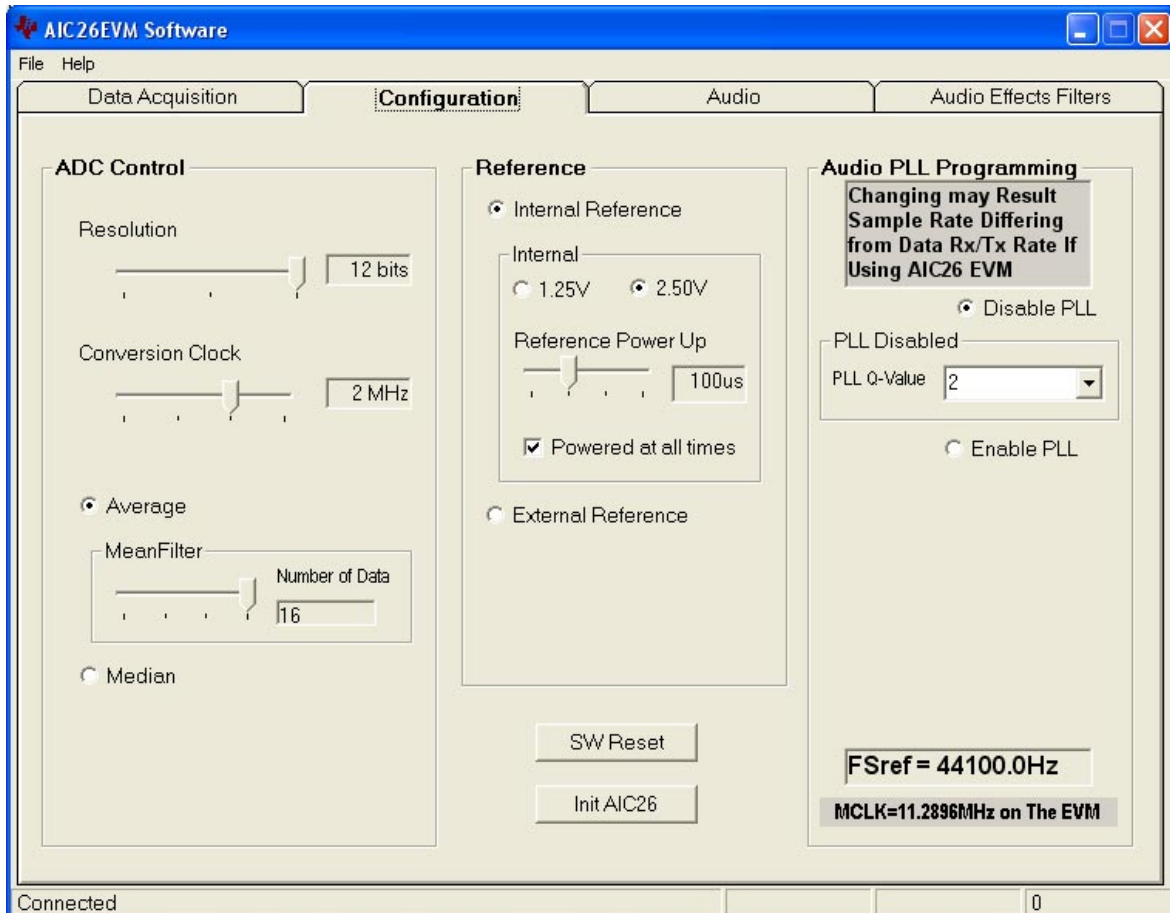 AIC26EVM Software
File Help
Data Acquisition
Configuration
Audio
Audio Effects Filters
ADC Control
Resolution
12 bits
Conversion Clock
2 MHz
Average
MeanFilter
Number of Data
16
Median
Reference
Internal Reference
Internal
1.25V
2.50V
Reference Power Up
100us
Powered at all times
External Reference
SW Reset
Init AIC26
Audio PLL Programming
Changing may Result
Sample Rate Differing
from Data Rx/Tx Rate If
Using AIC26 EVM
Disable PLL
PLL Disabled
PLL Q-Value
2
Enable PLL
FSref = 44100.0Hz
MCLK=11.2896MHz on The EVM
Connected
0